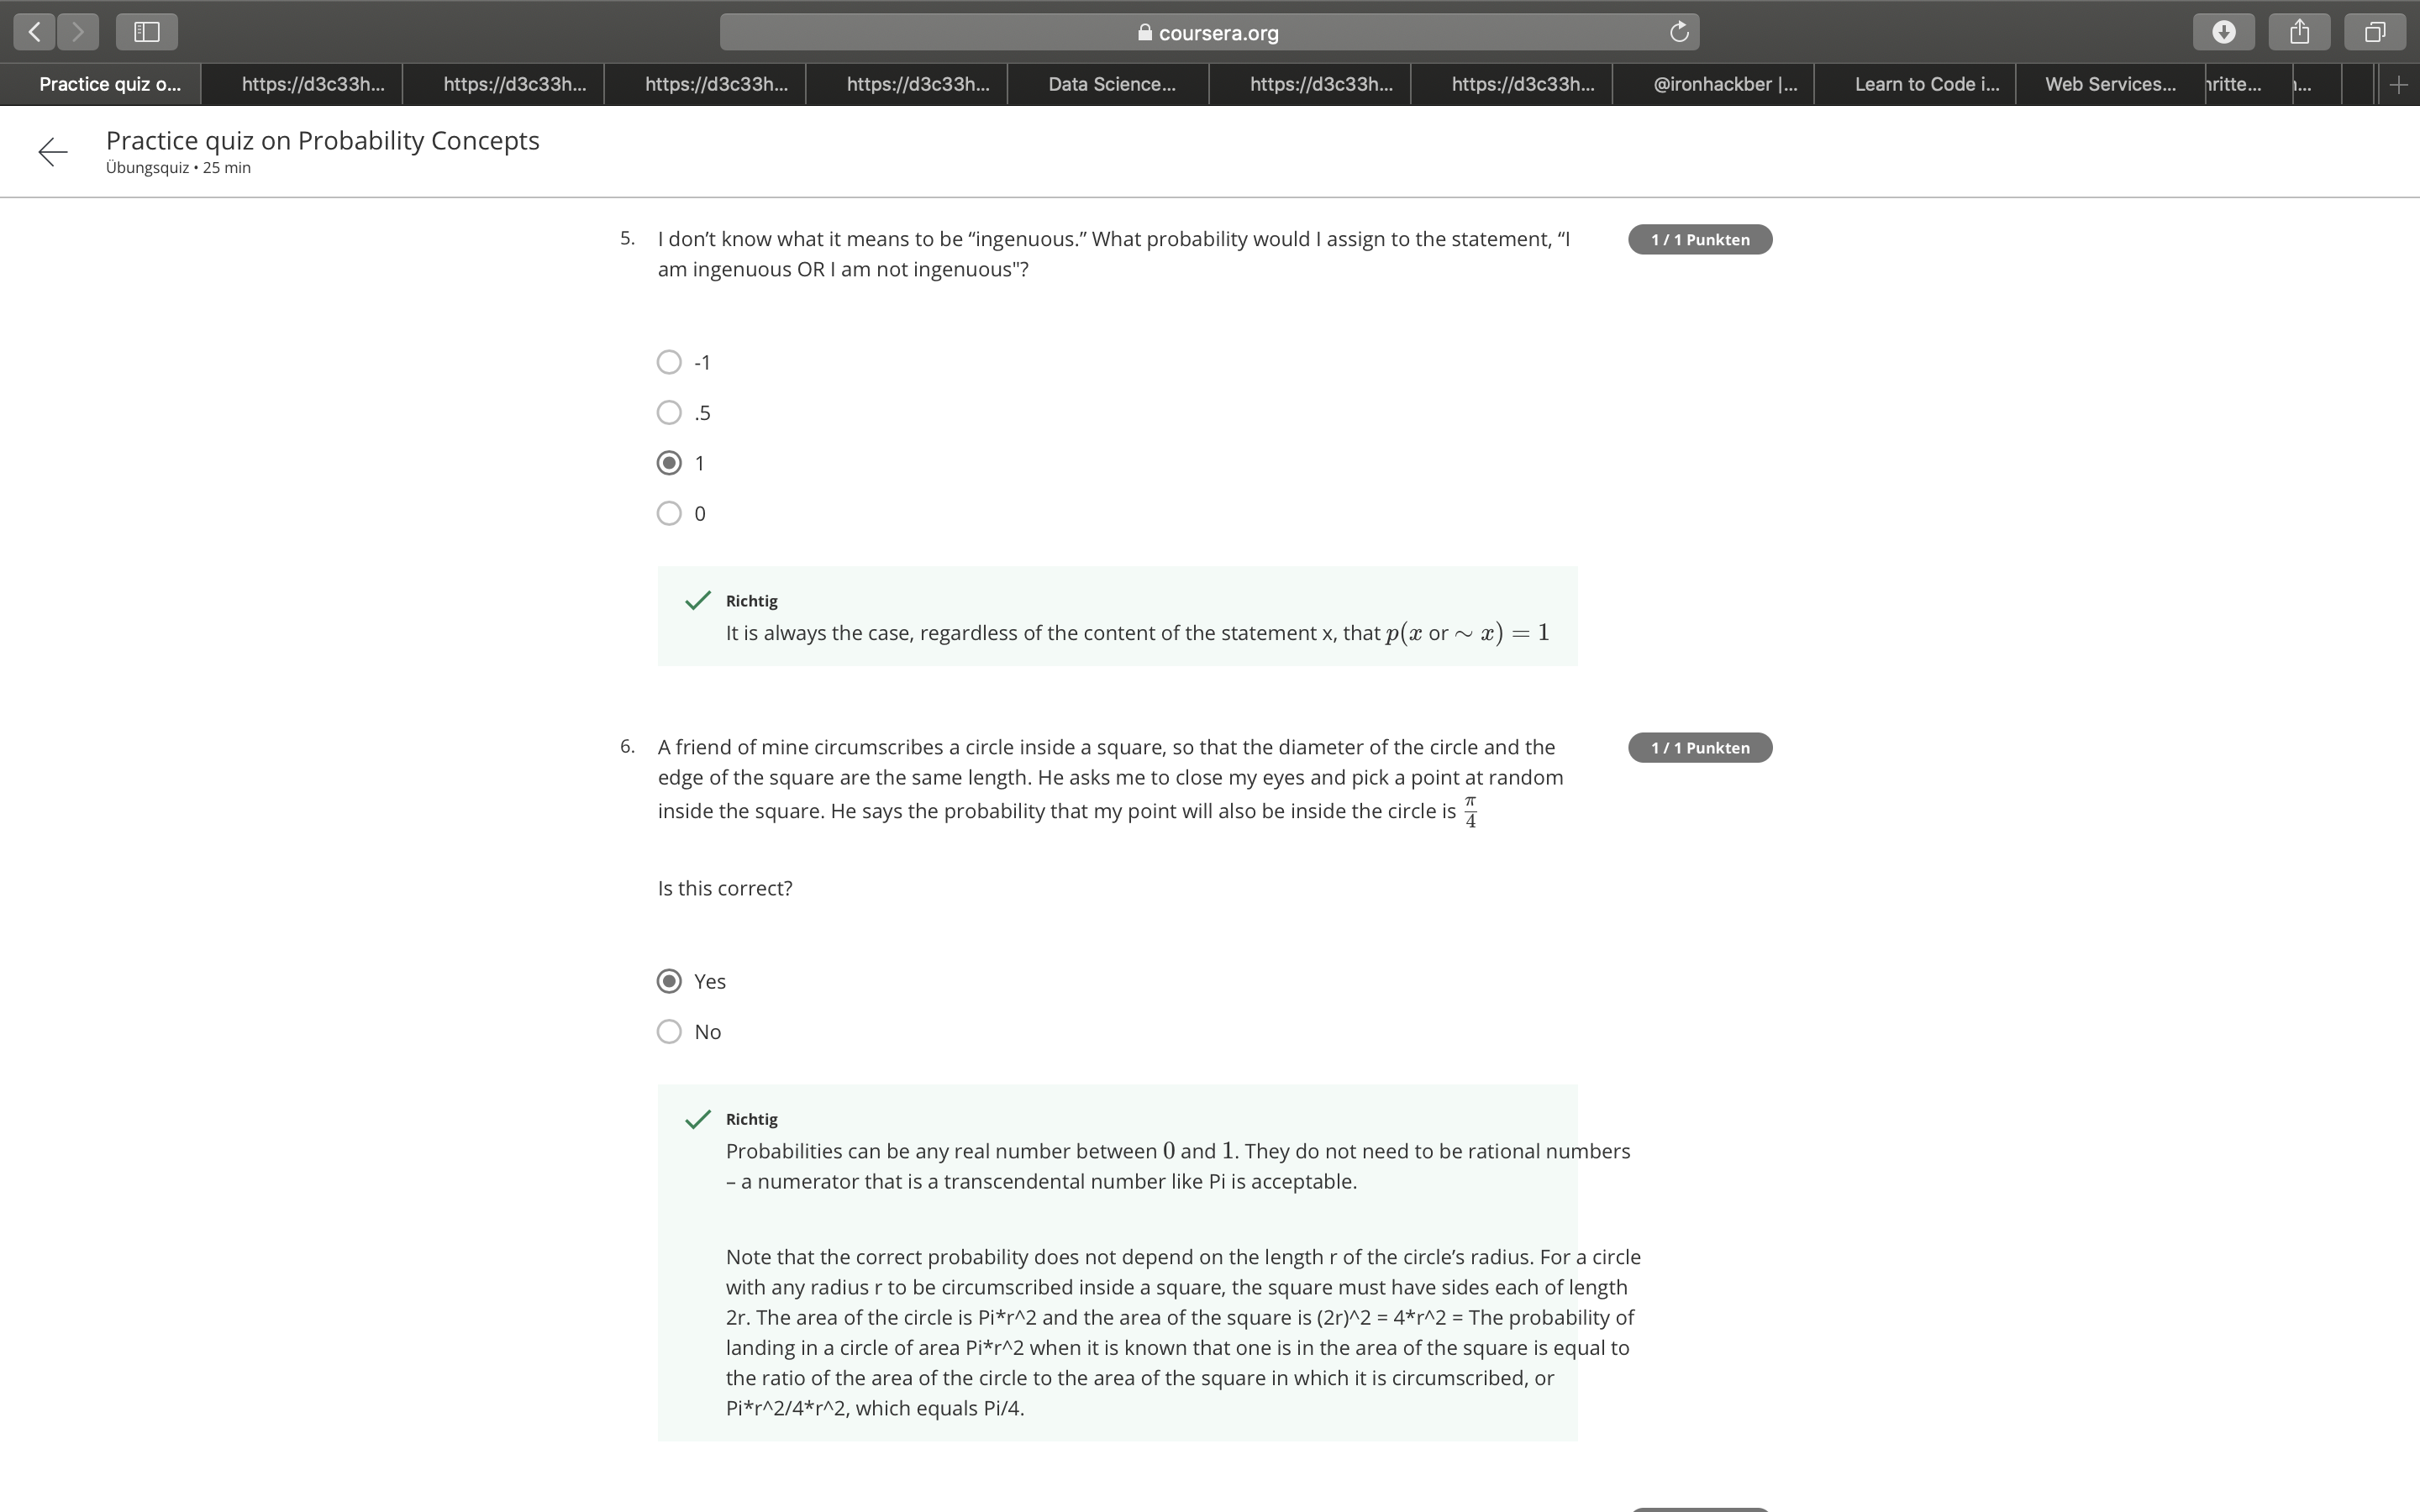 coursera.org
Practice quiz o... https://d3c33h... https://d3c33h... https://d3c33h... https://d3c33h... Data Science... https://d3c33h... https://d3c33h... @ironhackber |... Learn to Code i... Web Services... ...
Practice quiz on Probability Concepts
Übungsquiz • 25 min
5. I don’t know what it means to be “ingenuous.” What probability would I assign to the statement, “I
am ingenuous OR I am not ingenuous"?
1 / 1 Punkten
-1
.5
1
0
Richtig
It is always the case, regardless of the content of the statement x, that p(x or ∼ x) = 1
6. A friend of mine circumscribes a circle inside a square, so that the diameter of the circle and the
edge of the square are the same length. He asks me to close my eyes and pick a point at random
inside the square. He says the probability that my point will also be inside the circle is π/4
1 / 1 Punkten
Is this correct?
Yes
No
Richtig
Probabilities can be any real number between 0 and 1. They do not need to be rational numbers
– a numerator that is a transcendental number like Pi is acceptable.
Note that the correct probability does not depend on the length r of the circle’s radius. For a circle
with any radius r to be circumscribed inside a square, the square must have sides each of length
2r. The area of the circle is Pi*r^2 and the area of the square is (2r)^2 = 4*r^2 = The probability of
landing in a circle of area Pi*r^2 when it is known that one is in the area of the square is equal to
the ratio of the area of the circle to the area of the square in which it is circumscribed, or
Pi*r^2/4*r^2, which equals Pi/4.